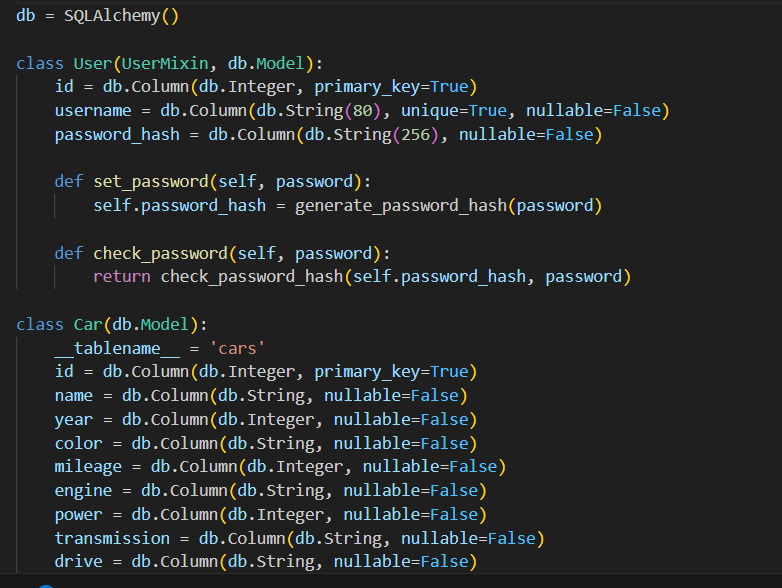 db = SQLAlchemy()
class User(UserMixin, db.Model):
    id = db.Column(db.Integer, primary_key=True)
    username = db.Column(db.String(80), unique=True, nullable=False)
    password_hash = db.Column(db.String(256), nullable=False)
    def set_password(self, password):
        self.password_hash = generate_password_hash(password)
    def check_password(self, password):
        return check_password_hash(self.password_hash, password)
class Car(db.Model):
    __tablename__ = 'cars'
    id = db.Column(db.Integer, primary_key=True)
    name = db.Column(db.String, nullable=False)
    year = db.Column(db.Integer, nullable=False)
    color = db.Column(db.String, nullable=False)
    mileage = db.Column(db.Integer, nullable=False)
    engine = db.Column(db.String, nullable=False)
    power = db.Column(db.Integer, nullable=False)
    transmission = db.Column(db.String, nullable=False)
    drive = db.Column(db.String, nullable=False)